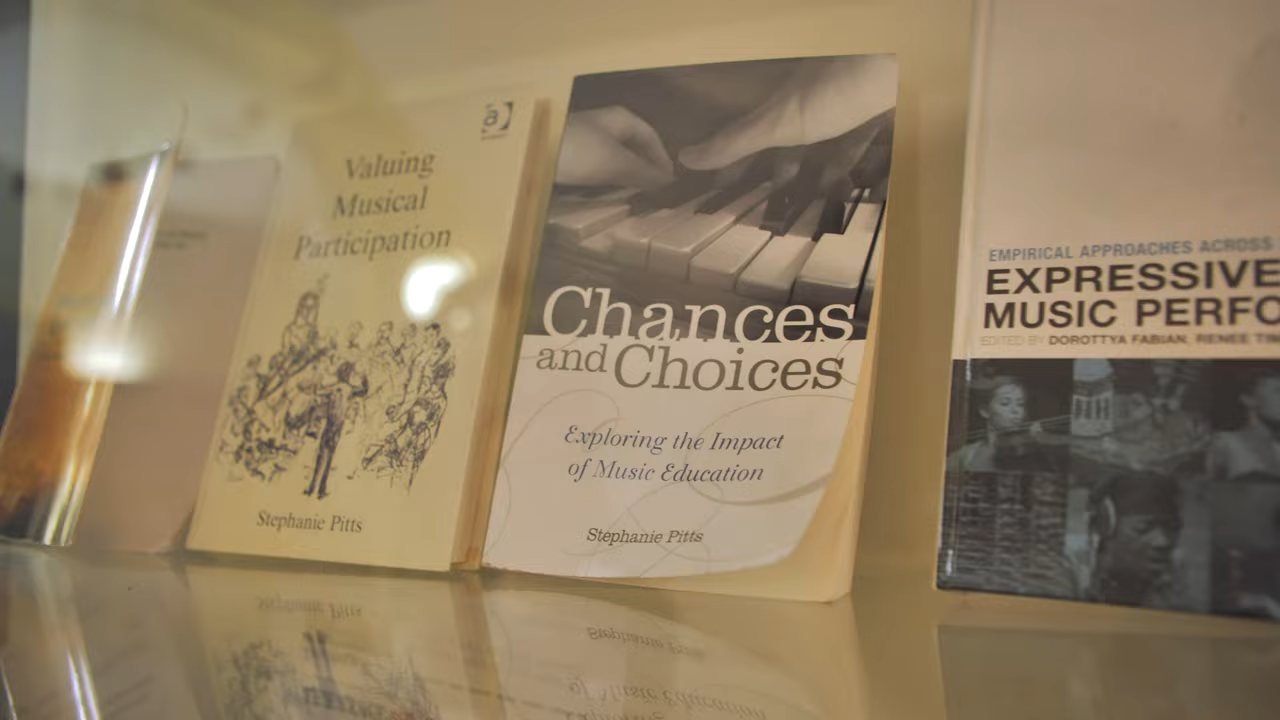 a
Valuing
Musical
Participation
Stephanie Pitts
Chances
and Choices
Exploring the Impact
of Music Education
Stephanie Pitts
EMPIRICAL APPROACHES ACROSS
EXPRESSIVE
MUSIC PERFO
EDITED BY DOROTTYA FABIAN, RENEE TIM